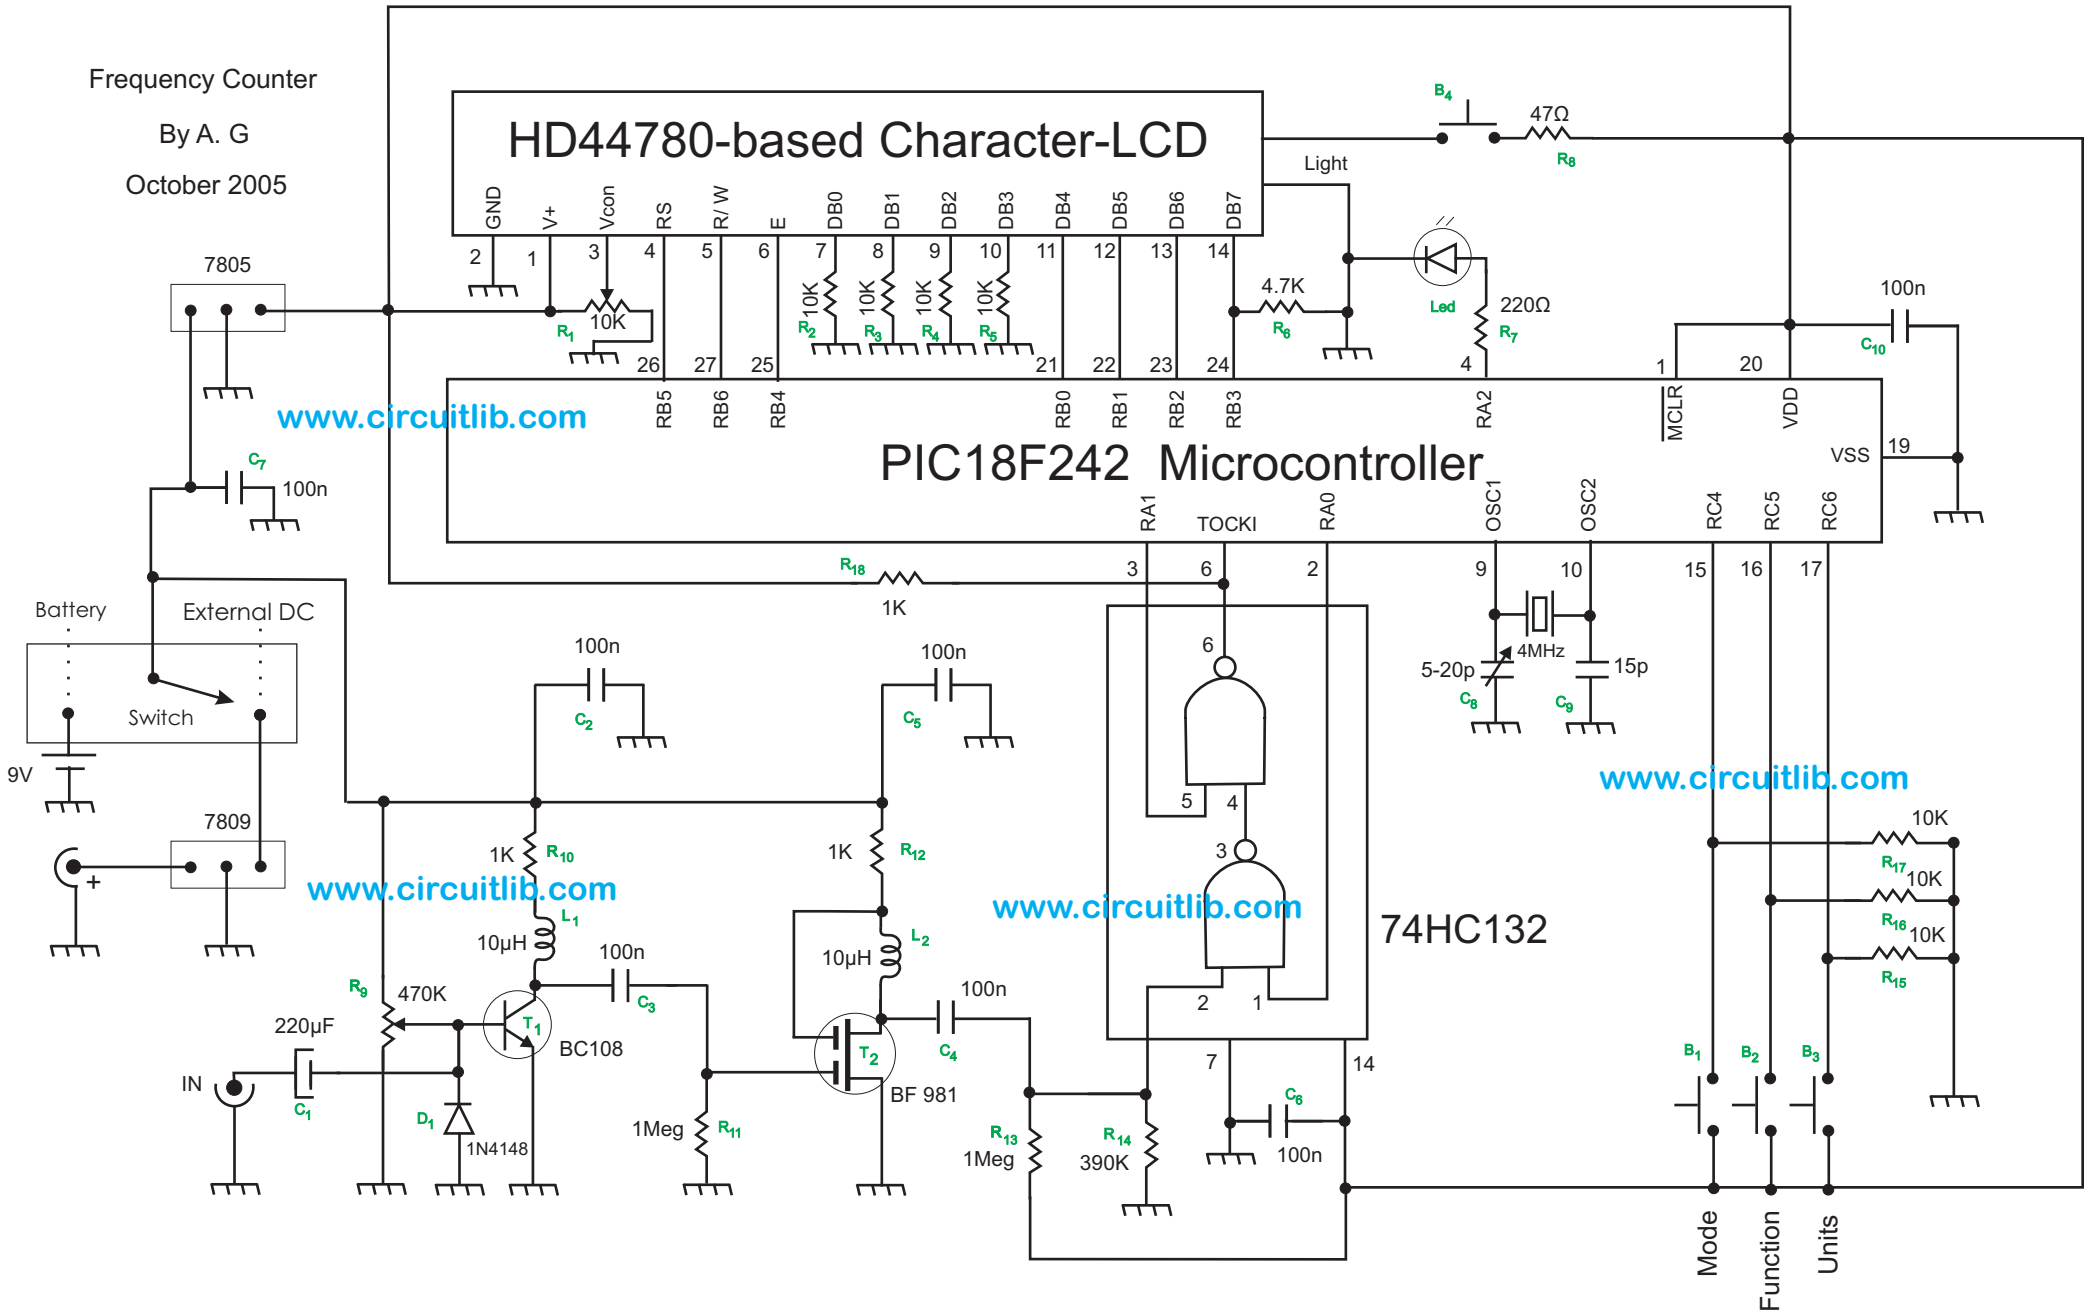 Frequency Counter
By A. G
October 2005
HD44780-based Character-LCD
GND V+ Vcon RS R/ W E DB0 DB1 DB2 DB3 DB4 DB5 DB6 DB7
2 1 3 4 5 6 7 8 9 10 11 12 13 14
B4
47Ω
R8
Light
Led
220Ω
R7
4
4.7K
R6
7805
10K
R1
10K
R2
10K
R3
10K
R4
10K
R5
100n
C10
26 27 25 21 22 23 24
1 20
RB5 RB6 RB4 RB0 RB1 RB2 RB3 RA2 MCLR VDD
www.circuitlib.com
PIC18F242 Microcontroller
VSS
19
RA1 TOCKI RA0 OSC1 OSC2 RC4 RC5 RC6
3 6 2 9 10 15 16 17
C7
100n
R18
1K
Battery
External DC
Switch
9V
7809
+
100n
C2
100n
C5
6
5 4
3
2 1
4MHz
5-20p
C8
15p
C9
www.circuitlib.com
1K
R10
1K
R12
www.circuitlib.com
www.circuitlib.com
74HC132
L1
10µH
L2
10µH
10K
R17
10K
R16
10K
R15
R9
470K
100n
C3
100n
C4
220µF
C1
IN
T1
BC108
T2
BF 981
D1
1N4148
1Meg
R11
7
14
C6
100n
R13
1Meg
R14
390K
B1 B2 B3
Mode
Function
Units